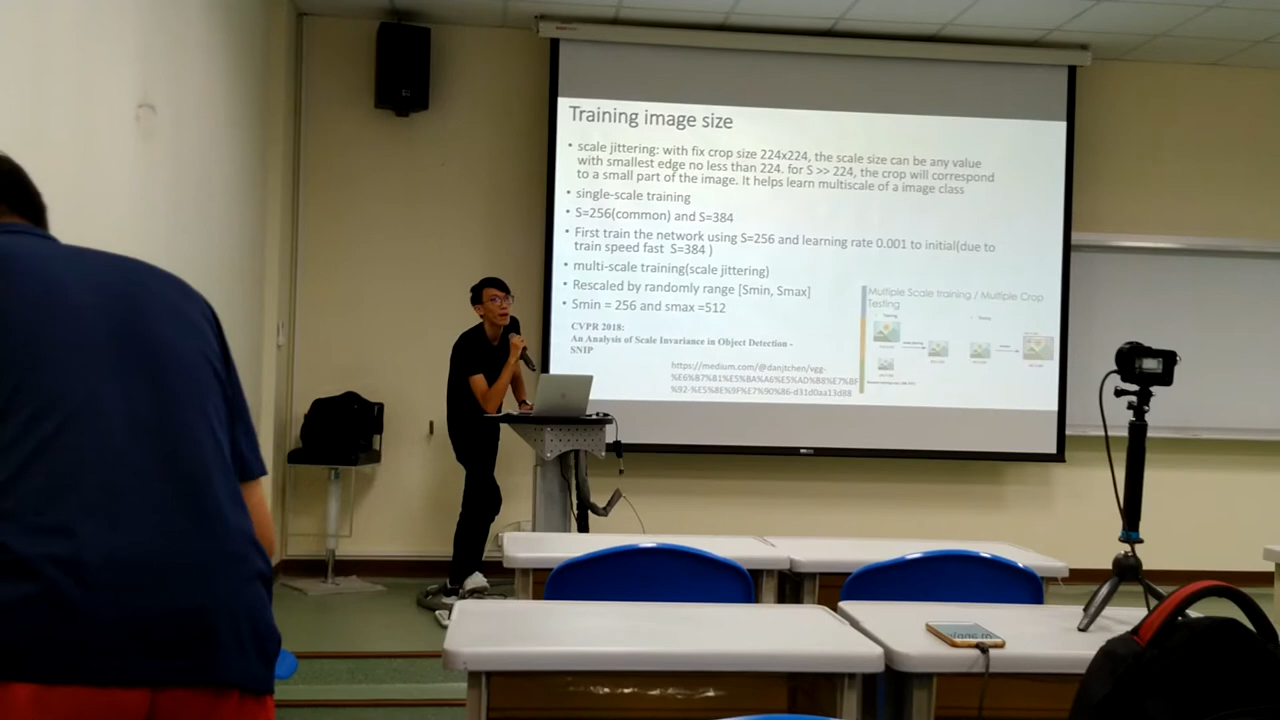 Training image size
• scale jittering: with fix crop size 224x224, the scale size can be any value
with smallest edge no less than 224. for S >> 224, the crop will correspond
to a small part of the image. It helps learn multiscale of a image class
• single-scale training
• S=256(common) and S=384
• First train the network using S=256 and learning rate 0.001 to initial(due to
train speed fast S=384 )
• multi-scale training(scale jittering)
• Rescaled by randomly range [Smin, Smax]
• Smin = 256 and smax =512
CVPR 2018:
An Analysis of Scale Invariance in Object Detection -
SNIP
https://medium.com/@danjtchen/vgg-
%E6%B7%B1%E5%BA%A6%E5%AD%B8%E7%BF
%92-%E5%8E%9F%E7%90%86-d31d0aa13d88
Multiple Scale training / Multiple Crop
Testing